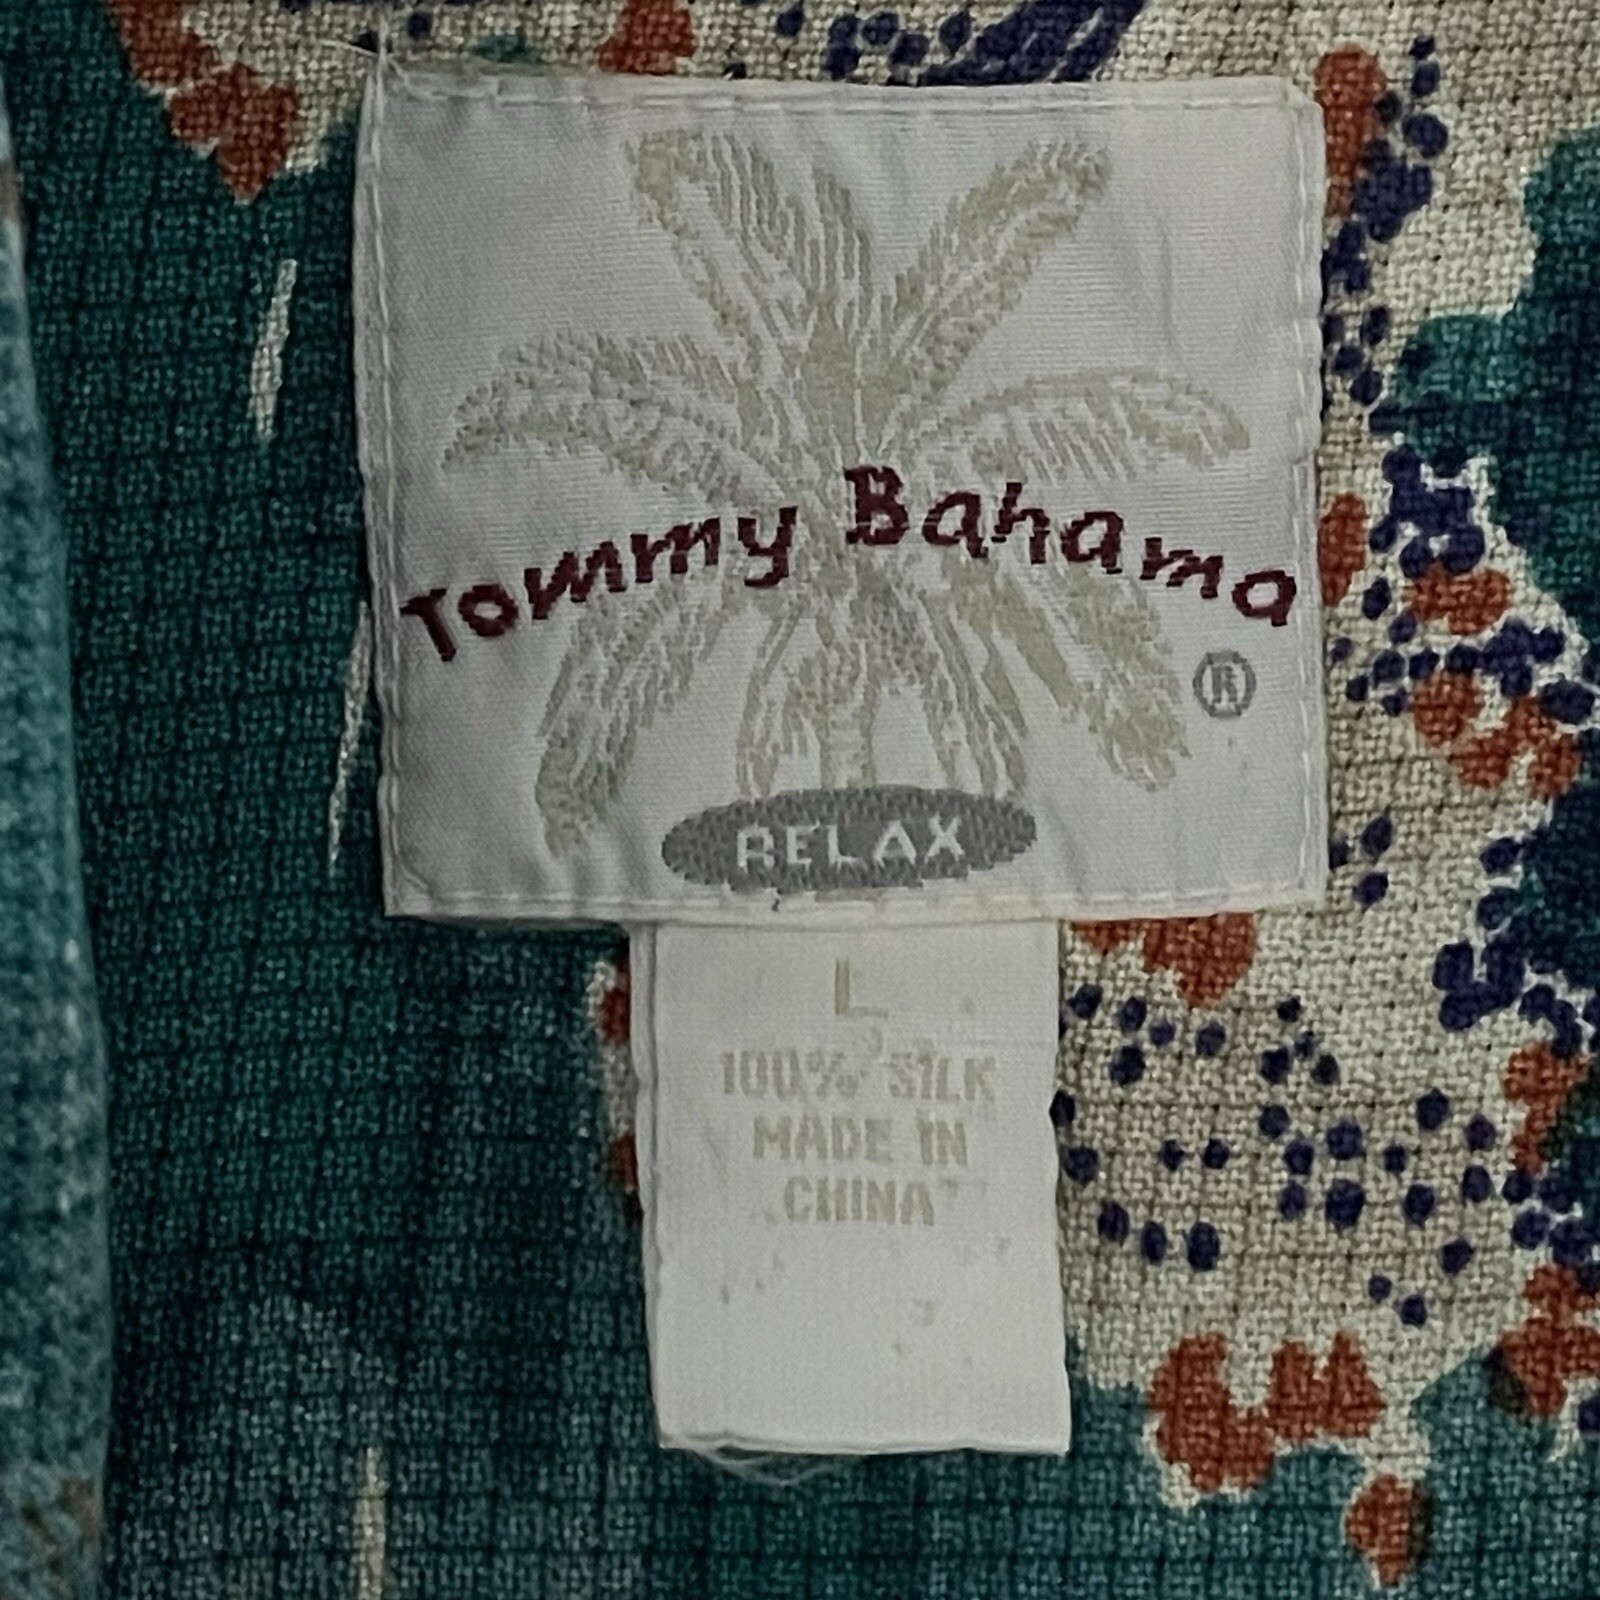 Tommy Bahama
®
RELAX
L
100% SILK
MADE IN
CHINA